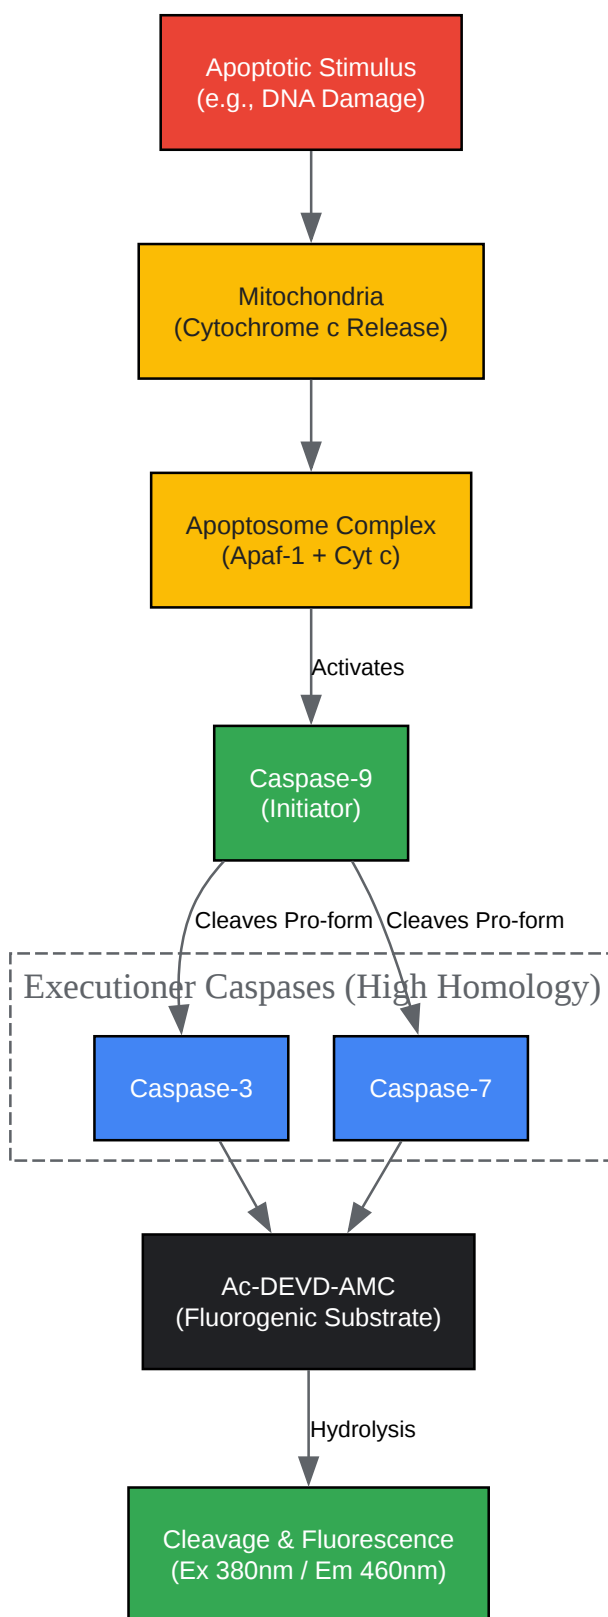 Apoptotic Stimulus
(e.g., DNA Damage)
Mitochondria
(Cytochrome c Release)
Apoptosome Complex
(Apaf-1 + Cyt c)
Activates
Caspase-9
(Initiator)
Cleaves Pro-form
Cleaves Pro-form
Executioner Caspases (High Homology)
Caspase-3
Caspase-7
Ac-DEVD-AMC
(Fluorogenic Substrate)
Hydrolysis
Cleavage & Fluorescence
(Ex 380nm / Em 460nm)